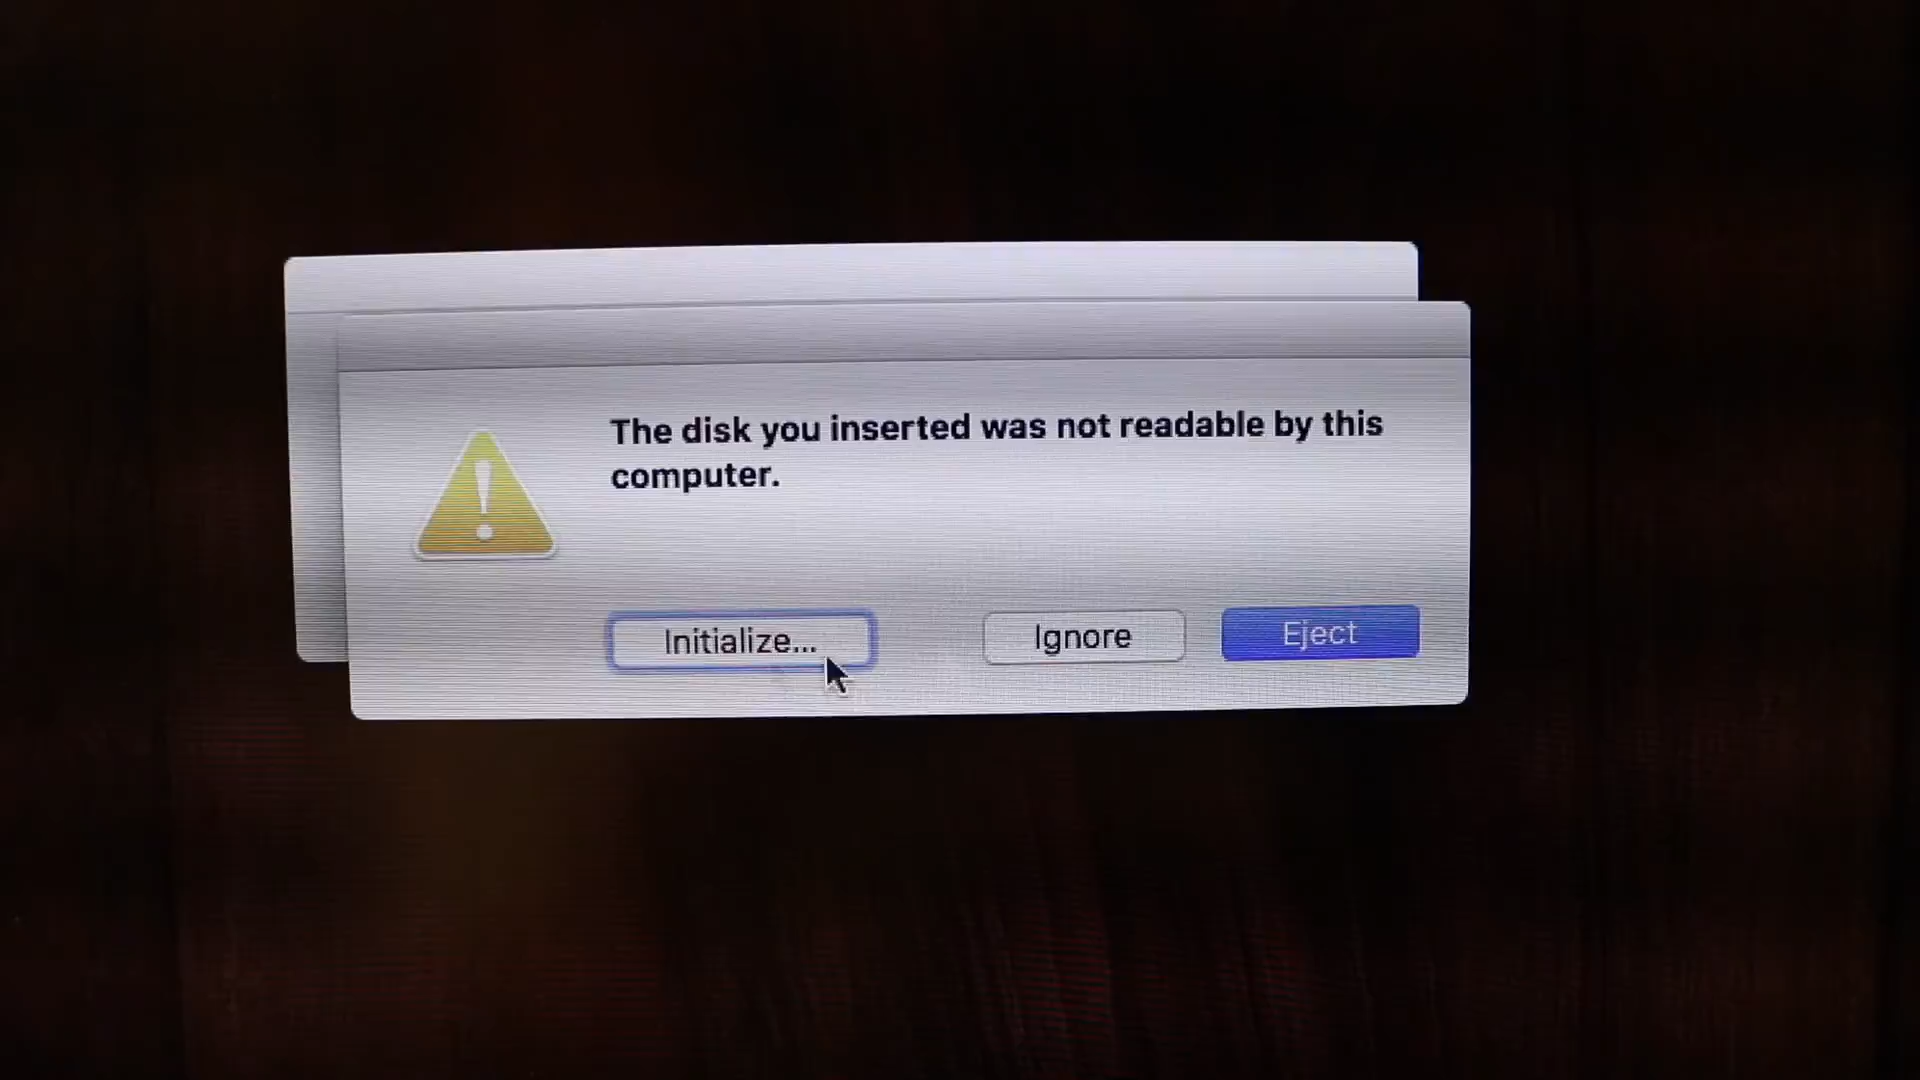 The disk you inserted was not readable by this
computer.
Initialize...
Ignore
Eject